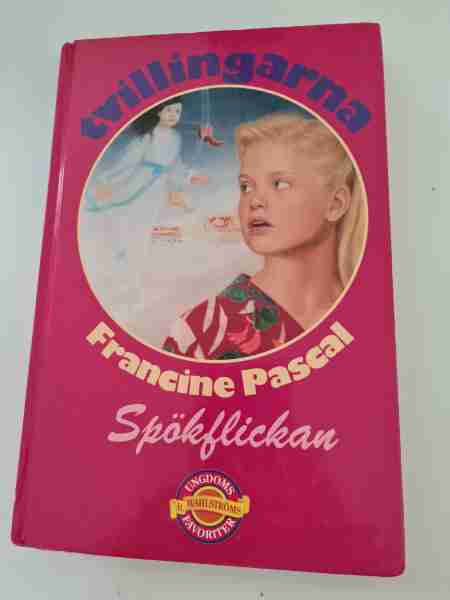 tvillingarna
Francine Pascal
Spökflickan
UNGDOMS
B. WAHLSTRÖMS
FAVORITER